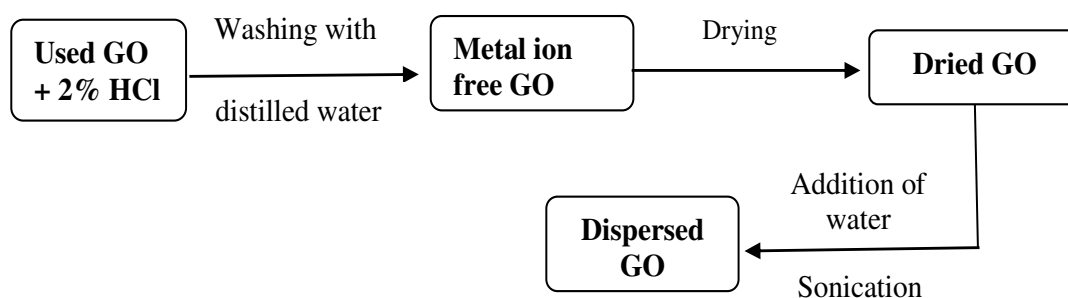 Used GO
+ 2% HCl
Washing with
distilled water
Metal ion
free GO
Drying
Dried GO
Addition of
water
Sonication
Dispersed
GO